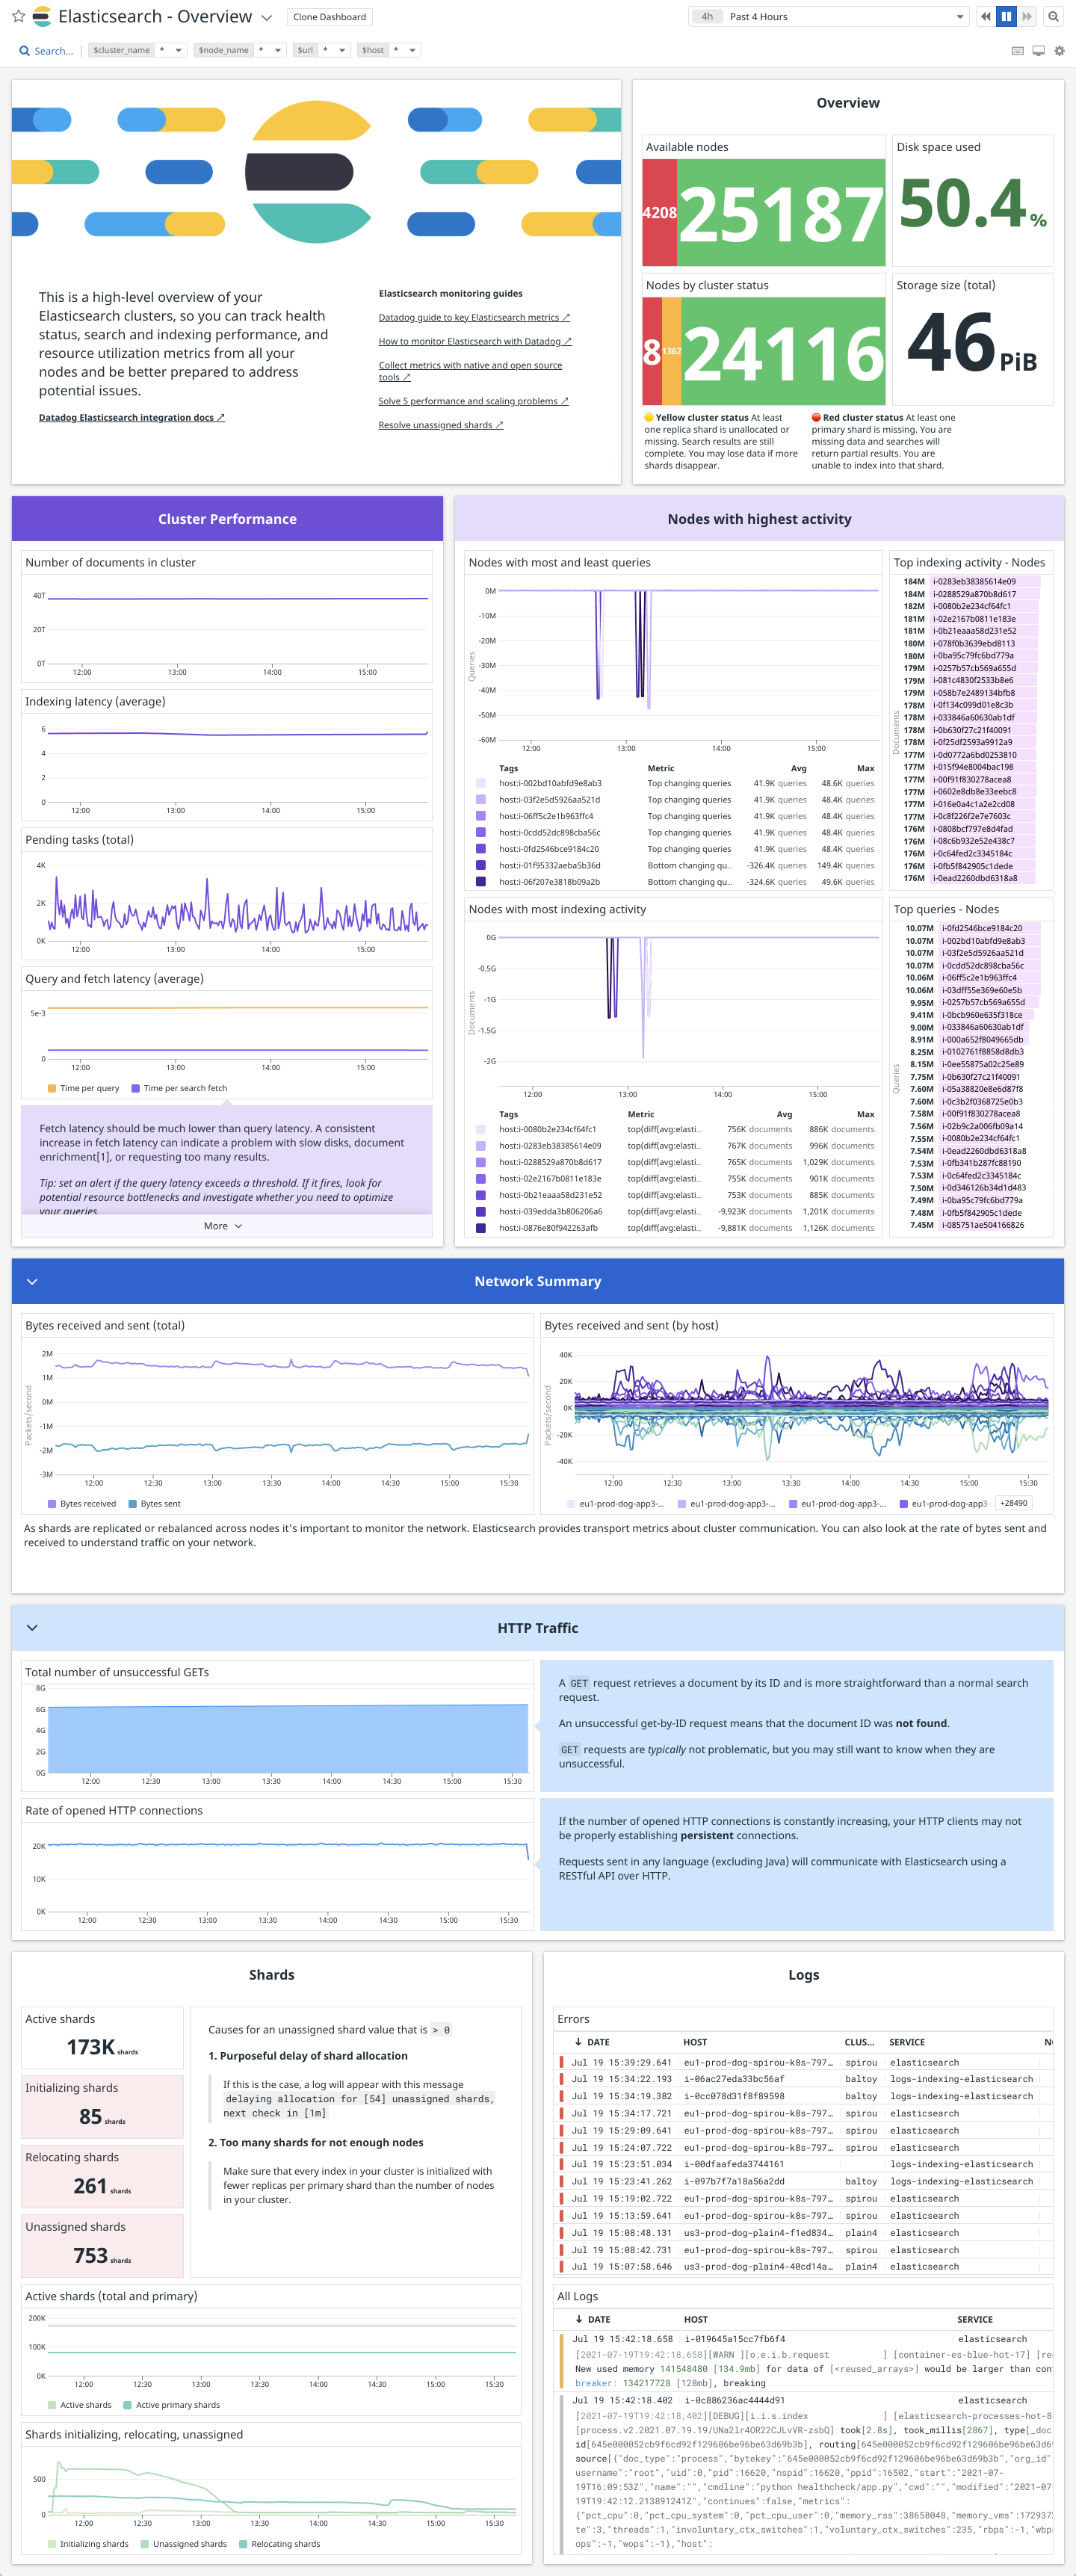 Elasticsearch - Overview
Clone Dashboard
4h Past 4 Hours
Search...
$cluster_name *
$node_name *
$url *
$host *
This is a high-level overview of your
Elasticsearch clusters, so you can track health
status, search and indexing performance, and
resource utilization metrics from all your
nodes and be better prepared to address
potential issues.
Datadog Elasticsearch integration docs ↗
Elasticsearch monitoring guides
Datadog guide to key Elasticsearch metrics ↗
How to monitor Elasticsearch with Datadog ↗
Collect metrics with native and open source
tools ↗
Solve 5 performance and scaling problems ↗
Resolve unassigned shards ↗
Overview
Available nodes
4208 25187
Disk space used
50.4%
Nodes by cluster status
8 1362 24116
Storage size (total)
46 PiB
Yellow cluster status At least
one replica shard is unallocated or
missing. Search results are still
complete. You may lose data if more
shards disappear.
Red cluster status At least one
primary shard is missing. You are
missing data and searches will
return partial results. You are
unable to index into that shard.
Cluster Performance
Number of documents in cluster
40T
20T
0T
12:00 13:00 14:00 15:00
Indexing latency (average)
6
4
2
0
12:00 13:00 14:00 15:00
Pending tasks (total)
4K
2K
0K
12:00 13:00 14:00 15:00
Query and fetch latency (average)
5e-3
0
12:00 13:00 14:00 15:00
Time per query Time per search fetch
Fetch latency should be much lower than query latency. A consistent
increase in fetch latency can indicate a problem with slow disks, document
enrichment[1], or requesting too many results.
Tip: set an alert if the query latency exceeds a threshold. If it fires, look for
potential resource bottlenecks and investigate whether you need to optimize
your queries.
More
Nodes with highest activity
Nodes with most and least queries
Queries
0M
-10M
-20M
-30M
-40M
-50M
-60M
12:00 13:00 14:00 15:00
Tags Metric Avg Max
host:i-002bd10abfd9e8ab3 Top changing queries 41.9K queries 48.6K queries
host:i-03f2e5d5926aa521d Top changing queries 41.9K queries 48.4K queries
host:i-06ff5c2e1b963ffc4 Top changing queries 41.9K queries 48.4K queries
host:i-0cdd52dc898cba56c Top changing queries 41.9K queries 48.4K queries
host:i-0fd2546bce9184c20 Top changing queries 41.9K queries 48.4K queries
host:i-01f95332aeba5b36d Bottom changing qu.. -326.4K queries 149.4K queries
host:i-06f207e3818b09a2b Bottom changing qu.. -324.6K queries 49.6K queries
Top indexing activity - Nodes
Documents
184M i-0283eb38385614e09
184M i-0288529a870b8d617
182M i-0080b2e234cf64fc1
181M i-02e2167b0811e183e
181M i-0b21eaaa58d231e52
180M i-078f0b3639ebd8113
180M i-0ba95c79fc6bd779a
179M i-0257b57cb569a655d
179M i-081c4830f2533b8e6
179M i-058b7e2489134bfb8
178M i-0f134c099d01e8c3b
178M i-033846a60630ab1df
178M i-0b630f27c21f40091
178M i-0f25df2593a9912a9
177M i-0d0772a6bd0253810
177M i-015f94e8004bac198
177M i-00f91f830278acea8
177M i-0602e8db8e33eebc8
177M i-016e0a4c1a2e2cd08
177M i-0c8f226f2e7e7603c
176M i-0808bcf797e8d4fad
176M i-08c6b932e52e438c7
176M i-0c64fed2c3345184c
176M i-0fb5f842905c1dede
176M i-0ead2260dbd6318a8
Nodes with most indexing activity
Documents
0G
-0.5G
-1G
-1.5G
-2G
12:00 13:00 14:00 15:00
Tags Metric Avg Max
host:i-0080b2e234cf64fc1 top(diff(avg:elasti.. 756K documents 886K documents
host:i-0283eb38385614e09 top(diff(avg:elasti.. 767K documents 996K documents
host:i-0288529a870b8d617 top(diff(avg:elasti.. 765K documents 1,029K documents
host:i-02e2167b0811e183e top(diff(avg:elasti.. 755K documents 901K documents
host:i-0b21eaaa58d231e52 top(diff(avg:elasti.. 753K documents 885K documents
host:i-039edda3b806206a6 top(diff(avg:elasti.. -9,923K documents 1,201K documents
host:i-0876e80f942263afb top(diff(avg:elasti.. -9,881K documents 1,126K documents
Top queries - Nodes
Queries
10.07M i-0fd2546bce9184c20
10.07M i-002bd10abfd9e8ab3
10.07M i-03f2e5d5926aa521d
10.07M i-0cdd52dc898cba56c
10.06M i-06ff5c2e1b963ffc4
10.06M i-03dff55e369e60e5b
9.95M i-0257b57cb569a655d
9.41M i-0bcb960e635f318ce
9.00M i-033846a60630ab1df
8.91M i-000a652f8049665db
8.25M i-0102761f8858d8db3
8.15M i-0ee55875a02c25e89
7.75M i-0b630f27c21f40091
7.60M i-05a38820e8e6d87f8
7.60M i-0c3b2f0368725e0b3
7.58M i-00f91f830278acea8
7.56M i-02b9c2a006fb09a14
7.55M i-0080b2e234cf64fc1
7.54M i-0ead2260dbd6318a8
7.53M i-0fb341b287fc88190
7.53M i-0c64fed2c3345184c
7.50M i-0d346126b34d1d483
7.49M i-0ba95c79fc6bd779a
7.48M i-0fb5f842905c1dede
7.45M i-085751ae504166826
Network Summary
Bytes received and sent (total)
Packets/second
2M
1M
0M
-1M
-2M
-3M
12:00 12:30 13:00 13:30 14:00 14:30 15:00 15:30
Bytes received Bytes sent
Bytes received and sent (by host)
Packets/second
40K
20K
0K
-20K
-40K
12:00 12:30 13:00 13:30 14:00 14:30 15:00 15:30
eu1-prod-dog-app3-... eu1-prod-dog-app3-... eu1-prod-dog-app3-... eu1-prod-dog-app3-. +28490
As shards are replicated or rebalanced across nodes it's important to monitor the network. Elasticsearch provides transport metrics about cluster communication. You can also look at the rate of bytes sent and
received to understand traffic on your network.
HTTP Traffic
Total number of unsuccessful GETs
8G
6G
4G
2G
0G
12:00 12:30 13:00 13:30 14:00 14:30 15:00 15:30
A GET request retrieves a document by its ID and is more straightforward than a normal search
request.
An unsuccessful get-by-ID request means that the document ID was not found.
GET requests are typically not problematic, but you may still want to know when they are
unsuccessful.
Rate of opened HTTP connections
20K
10K
0K
12:00 12:30 13:00 13:30 14:00 14:30 15:00 15:30
If the number of opened HTTP connections is constantly increasing, your HTTP clients may not
be properly establishing persistent connections.
Requests sent in any language (excluding Java) will communicate with Elasticsearch using a
RESTful API over HTTP.
Shards
Active shards
173K shards
Initializing shards
85 shards
Relocating shards
261 shards
Unassigned shards
753 shards
Causes for an unassigned shard value that is > 0
1. Purposeful delay of shard allocation
If this is the case, a log will appear with this message
delaying allocation for [54] unassigned shards,
next check in [1m]
2. Too many shards for not enough nodes
Make sure that every index in your cluster is initialized with
fewer replicas per primary shard than the number of nodes
in your cluster.
Active shards (total and primary)
200K
100K
0K
12:00 12:30 13:00 13:30 14:00 14:30 15:00 15:30
Active shards Active primary shards
Shards initializing, relocating, unassigned
500
0
12:00 12:30 13:00 13:30 14:00 14:30 15:00 15:30
Initializing shards Unassigned shards Relocating shards
Logs
Errors
↓ DATE HOST CLUS... SERVICE
Jul 19 15:39:29.641 eu1-prod-dog-spirou-k8s-797… spirou elasticsearch
Jul 19 15:34:22.193 i-06ac27eda33bc56af baltoy logs-indexing-elasticsearch
Jul 19 15:34:19.382 i-0cc078d31f8f89598 baltoy logs-indexing-elasticsearch
Jul 19 15:34:17.721 eu1-prod-dog-spirou-k8s-797… spirou elasticsearch
Jul 19 15:29:09.641 eu1-prod-dog-spirou-k8s-797… spirou elasticsearch
Jul 19 15:24:07.722 eu1-prod-dog-spirou-k8s-797… spirou elasticsearch
Jul 19 15:23:51.034 i-00dfaafeda3744161 logs-indexing-elasticsearch
Jul 19 15:23:41.262 i-097b7f7a18a56a2dd baltoy logs-indexing-elasticsearch
Jul 19 15:19:02.722 eu1-prod-dog-spirou-k8s-797… spirou elasticsearch
Jul 19 15:13:59.641 eu1-prod-dog-spirou-k8s-797… spirou elasticsearch
Jul 19 15:08:48.131 us3-prod-dog-plain4-f1ed834… plain4 elasticsearch
Jul 19 15:08:42.731 eu1-prod-dog-spirou-k8s-797… spirou elasticsearch
Jul 19 15:07:58.646 us3-prod-dog-plain4-40cd14a… plain4 elasticsearch
All Logs
↓ DATE HOST SERVICE
Jul 19 15:42:18.658 i-019645a15cc7fb6f4 elasticsearch
[2021-07-19T19:42:18,658][WARN ][o.e.i.b.request ] [container-es-blue-hot-17] [re
New used memory 141548480 [134.9mb] for data of [<reused_arrays>] would be larger than con
breaker: 134217728 [128mb], breaking
Jul 19 15:42:18.402 i-0c886236ac4444d91 elasticsearch
[2021-07-19T19:42:18,402][DEBUG][i.i.s.index ] [elasticsearch-processes-hot-8
[process.v2.2021.07.19.19/UNa2lr4OR22CJLvVR-zsbQ] took[2.8s], took_millis[2867], type[_doc
id[645e000052cb9f6cd92f129606be96be63d69b3b], routing[645e000052cb9f6cd92f129606be96be63d69
source[{"doc_type":"process","bytekey":"645e000052cb9f6cd92f129606be96be63d69b3b","org_id"
username":"root","uid":0,"pid":16620,"nspid":16620,"ppid":16502,"start":"2021-07-
19T16:09:53Z","name":"","cmdline":"python healthcheck/app.py","cwd":"","modified":"2021-07
19T19:42:12.213891241Z","continues":false,"metrics":
{"pct_cpu":0,"pct_cpu_system":0,"pct_cpu_user":0,"memory_rss":38658048,"memory_vms":172937
te":3,"threads":1,"involuntary_ctx_switches":1,"voluntary_ctx_switches":235,"rbps":-1,"wbp
ops":-1,"wops":-1},"host":